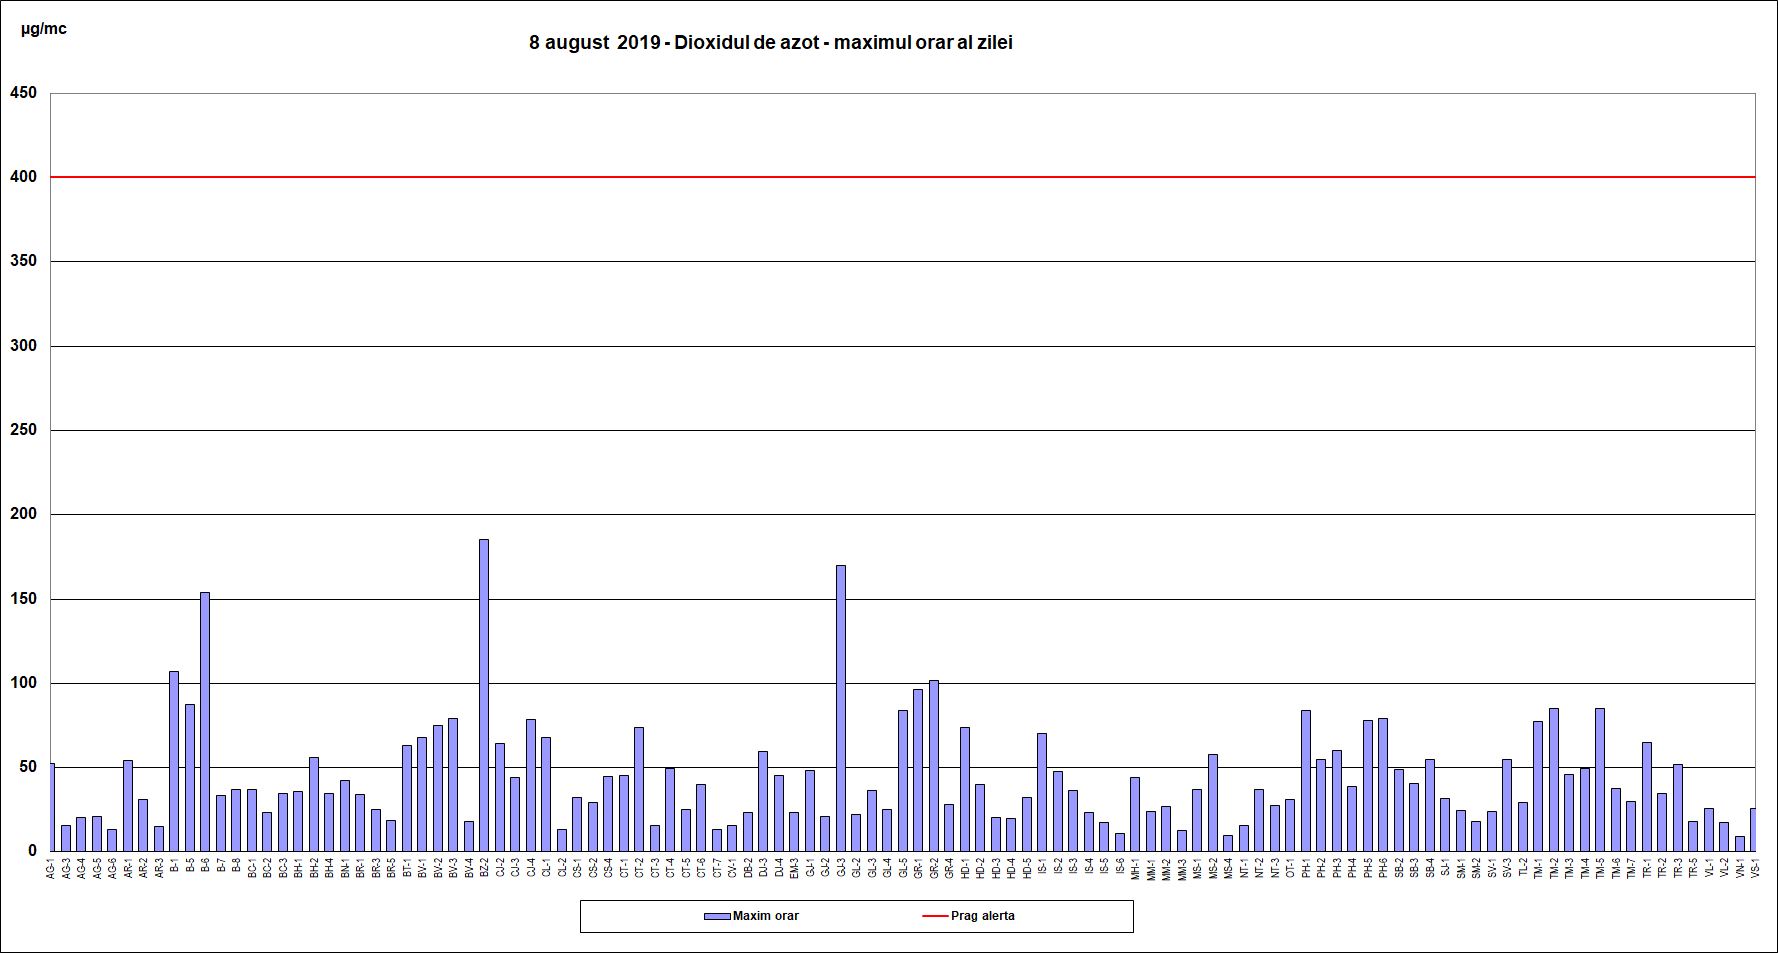 µg/mc
8 august 2019 - Dioxidul de azot - maximul orar al zilei
450
400
350
300
250
200
150
100
50
0
AG-1 AG-3 AG-4 AG-5 AG-6 AR-1 AR-2 AR-3 B-1 B-5 B-6 B-7 B-8 BC-1 BC-2 BC-3 BH-1 BH-2 BH-4 BN-1 BR-1 BR-3 BR-5 BT-1 BV-1 BV-2 BV-3 BV-4 BZ-2 CJ-2 CJ-3 CJ-4 CL-1 CL-2 CS-1 CS-2 CS-4 CT-1 CT-2 CT-3 CT-4 CT-5 CT-6 CT-7 CV-1 DB-2 DJ-3 DJ-4 EM-3 GJ-1 GJ-2 GJ-3 GL-2 GL-3 GL-4 GL-5 GR-1 GR-2 GR-4 HD-1 HD-2 HD-3 HD-4 HD-5 IS-1 IS-2 IS-3 IS-4 IS-5 IS-6 MH-1 MM-1 MM-2 MM-3 MS-1 MS-2 MS-4 NT-1 NT-2 NT-3 OT-1 PH-1 PH-2 PH-3 PH-4 PH-5 PH-6 SB-2 SB-3 SB-4 SJ-1 SM-1 SM-2 SV-1 SV-3 TL-2 TM-1 TM-2 TM-3 TM-4 TM-5 TM-6 TM-7 TR-1 TR-2 TR-3 TR-5 VL-1 VL-2 VN-1 VS-1
Maxim orar Prag alerta